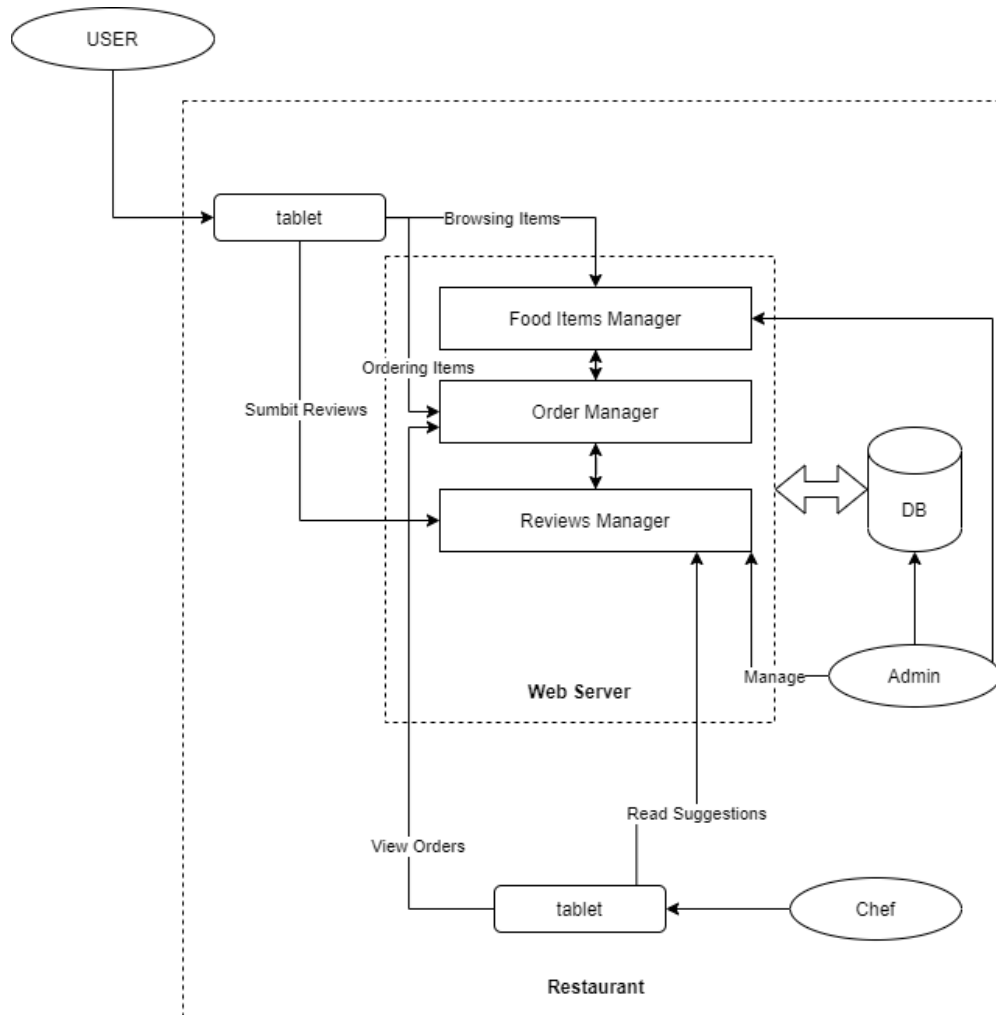 USER
tablet
Browsing Items
Food Items Manager
Ordering Items
Sumbit Reviews
Order Manager
Reviews Manager
DB
Manage
Admin
Web Server
Read Suggestions
View Orders
tablet
Chef
Restaurant